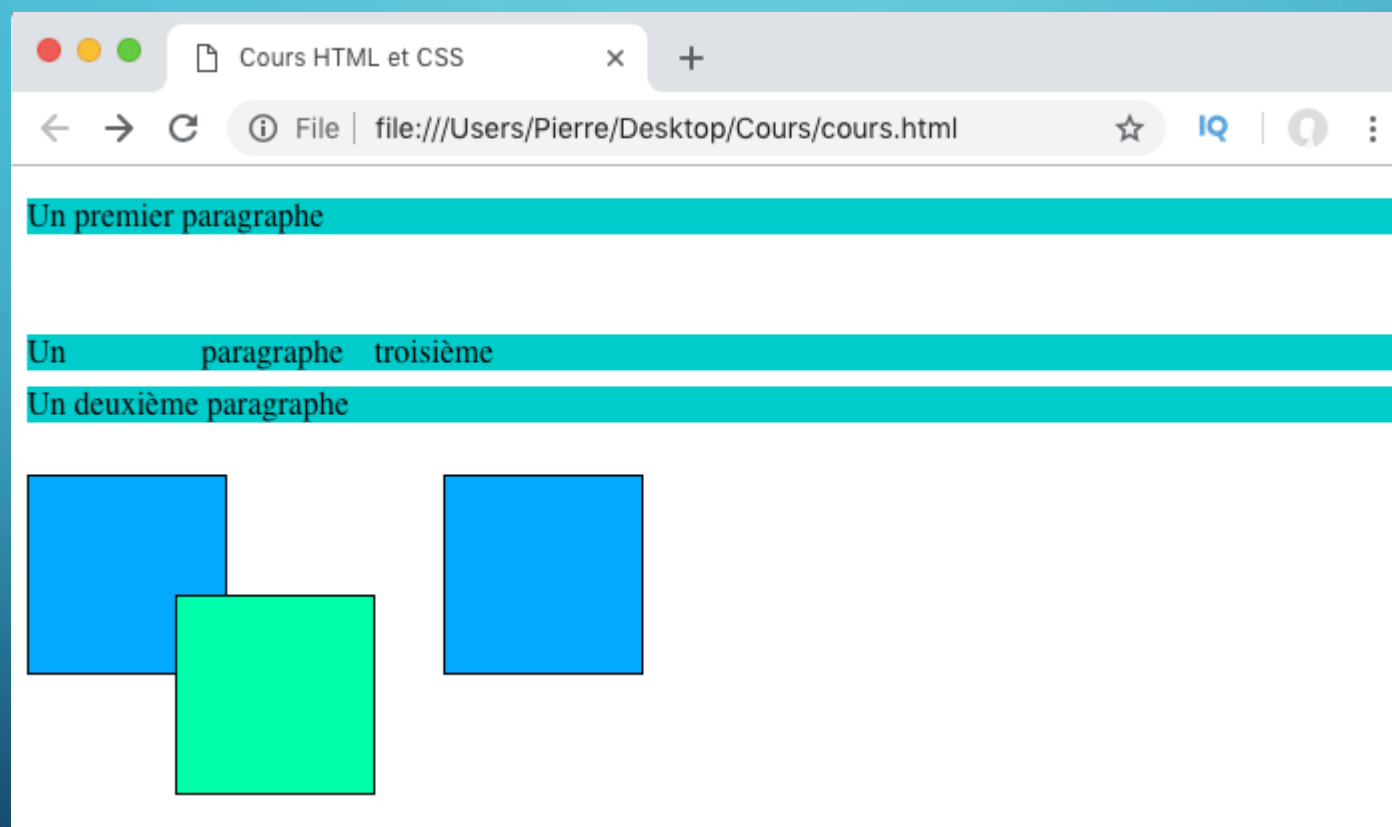 Cours HTML et CSS
File file:///Users/Pierre/Desktop/Cours/cours.html
IQ
Un premier paragraphe
Un paragraphe troisième
Un deuxième paragraphe